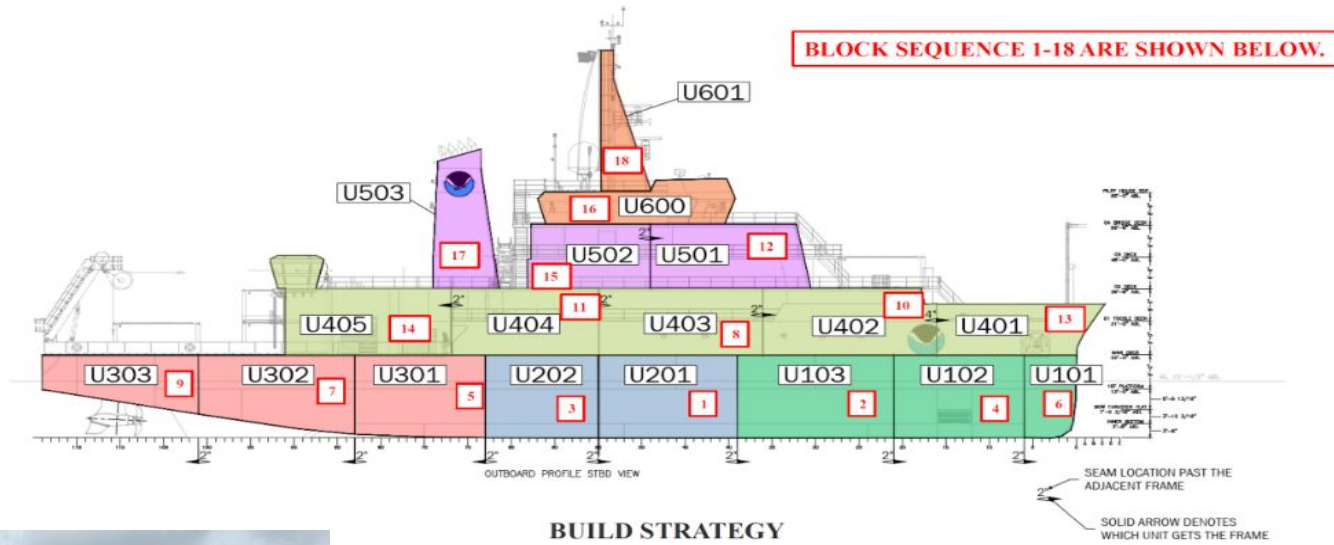 BLOCK SEQUENCE 1-18 ARE SHOWN BELOW.
U601
18
U503
16
U600
17
2"
U502
U501
12
15
2"
2"
2"
4"
11
10
13
U405
14
U404
U403
8
U402
U401
U303
9
U302
7
U301
5
U202
3
U201
1
U103
2
U102
4
U101
6
2"
2"
2"
2"
2"
2"
2"
OUTBOARD PROFILE STBD VIEW
SEAM LOCATION PAST THE
ADJACENT FRAME
2"
SOLID ARROW DENOTES
WHICH UNIT GETS THE FRAME
BUILD STRATEGY